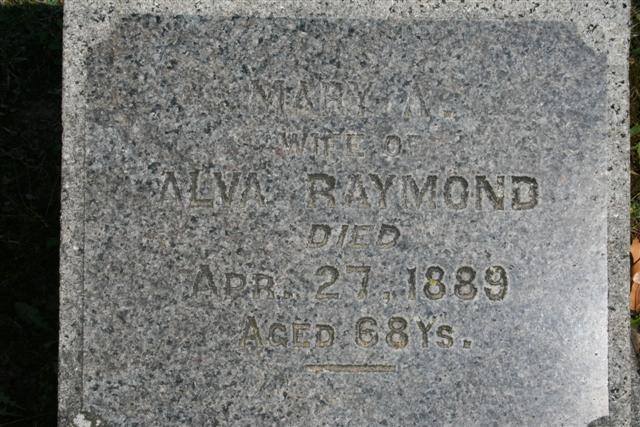 MARY A.
WIFE OF
ALVA RAYMOND
DIED
APR. 27, 1889
AGED 68 YS.